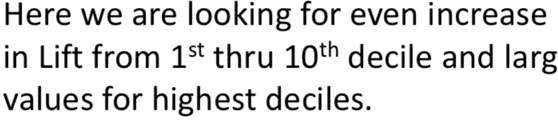 Here we are looking for even increase
in Lift from 1st thru 10th decile and larg
values for highest deciles.